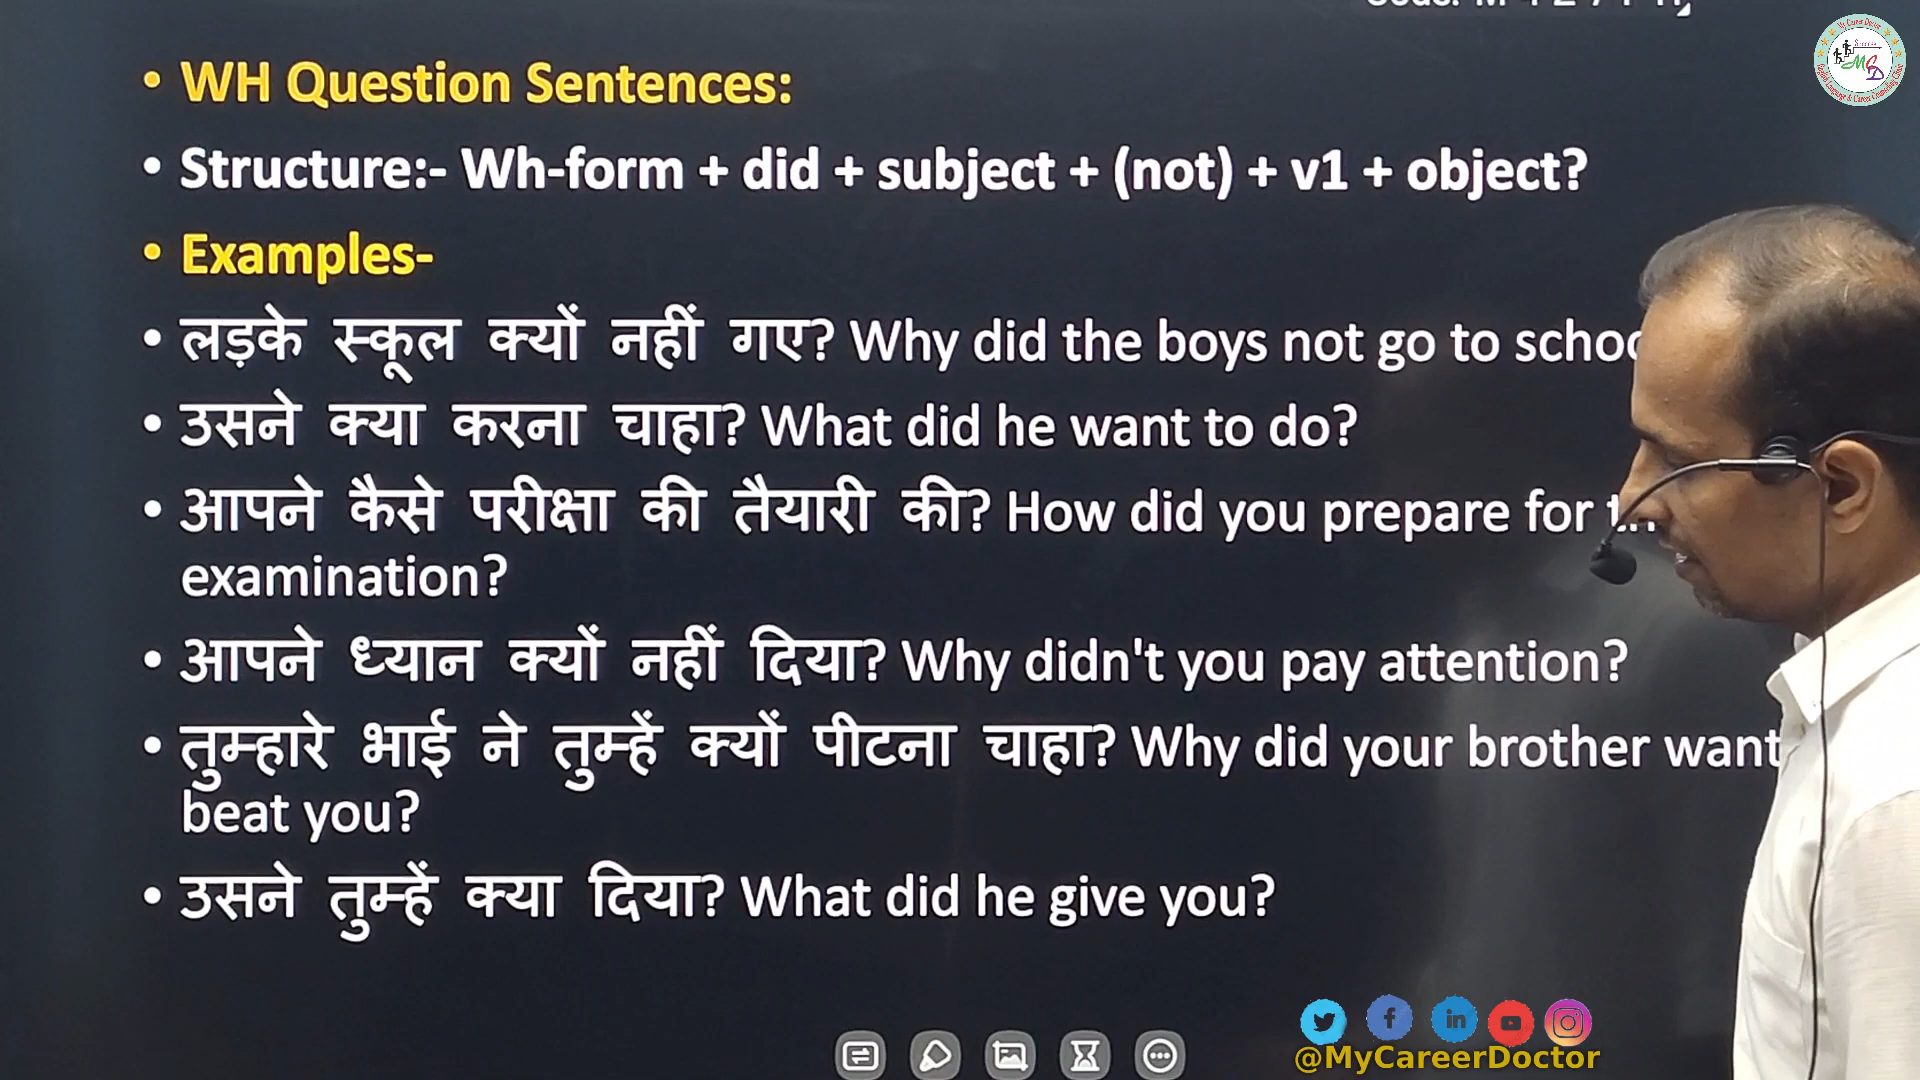 • WH Question Sentences:
• Structure:- Wh-form + did + subject + (not) + v1 + object?
• Examples-
• लड़के स्कूल क्यों नहीं गए? Why did the boys not go to
• उसने क्या करना चाहा? What did he want to do?
• आपने कैसे परीक्षा की तैयारी की? How did you prepare for
examination?
• आपने ध्यान क्यों नहीं दिया? Why didn't you pay attention?
• तुम्हारे भाई ने तुम्हें क्यों पीटना चाहा? Why did your brother want
beat you?
• उसने तुम्हें क्या दिया? What did he give you?
@MyCareerDoctor